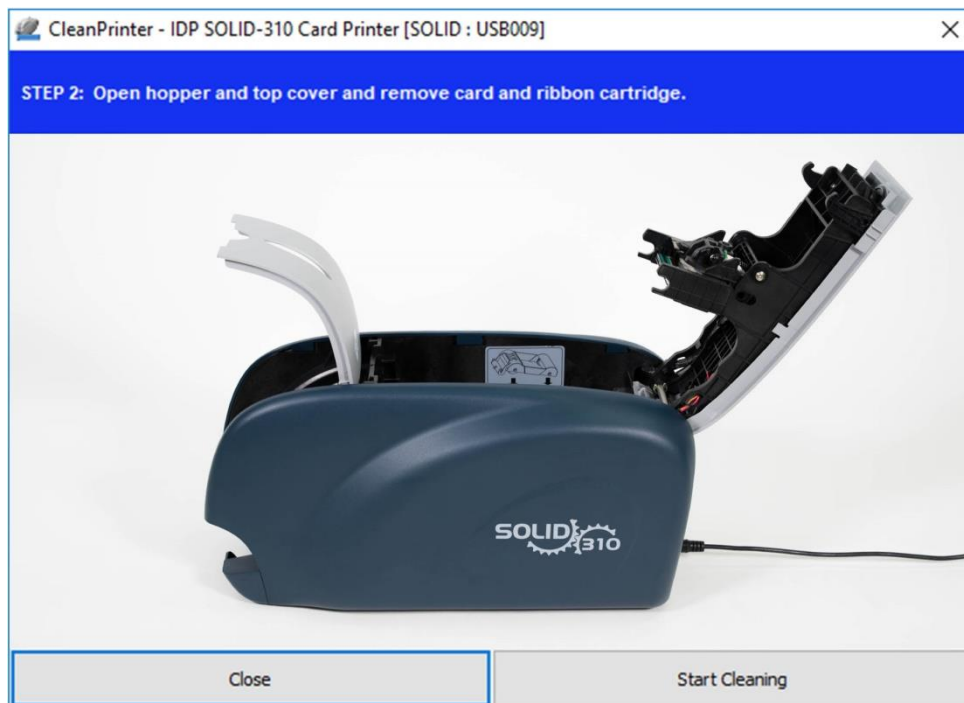 CleanPrinter - IDP SOLID-310 Card Printer [SOLID : USB009]
STEP 2:  Open hopper and top cover and remove card and ribbon cartridge.
SOLID
310
Close
Start Cleaning